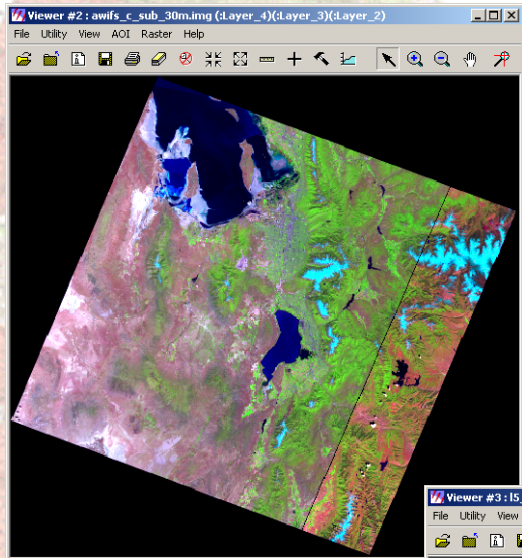 Viewer #2 : awifs_c_sub_30m.img (:Layer_4)(:Layer_3)(:Layer_2)
File Utility View AOI Raster Help
Viewer #3 : l5_
File Utility View